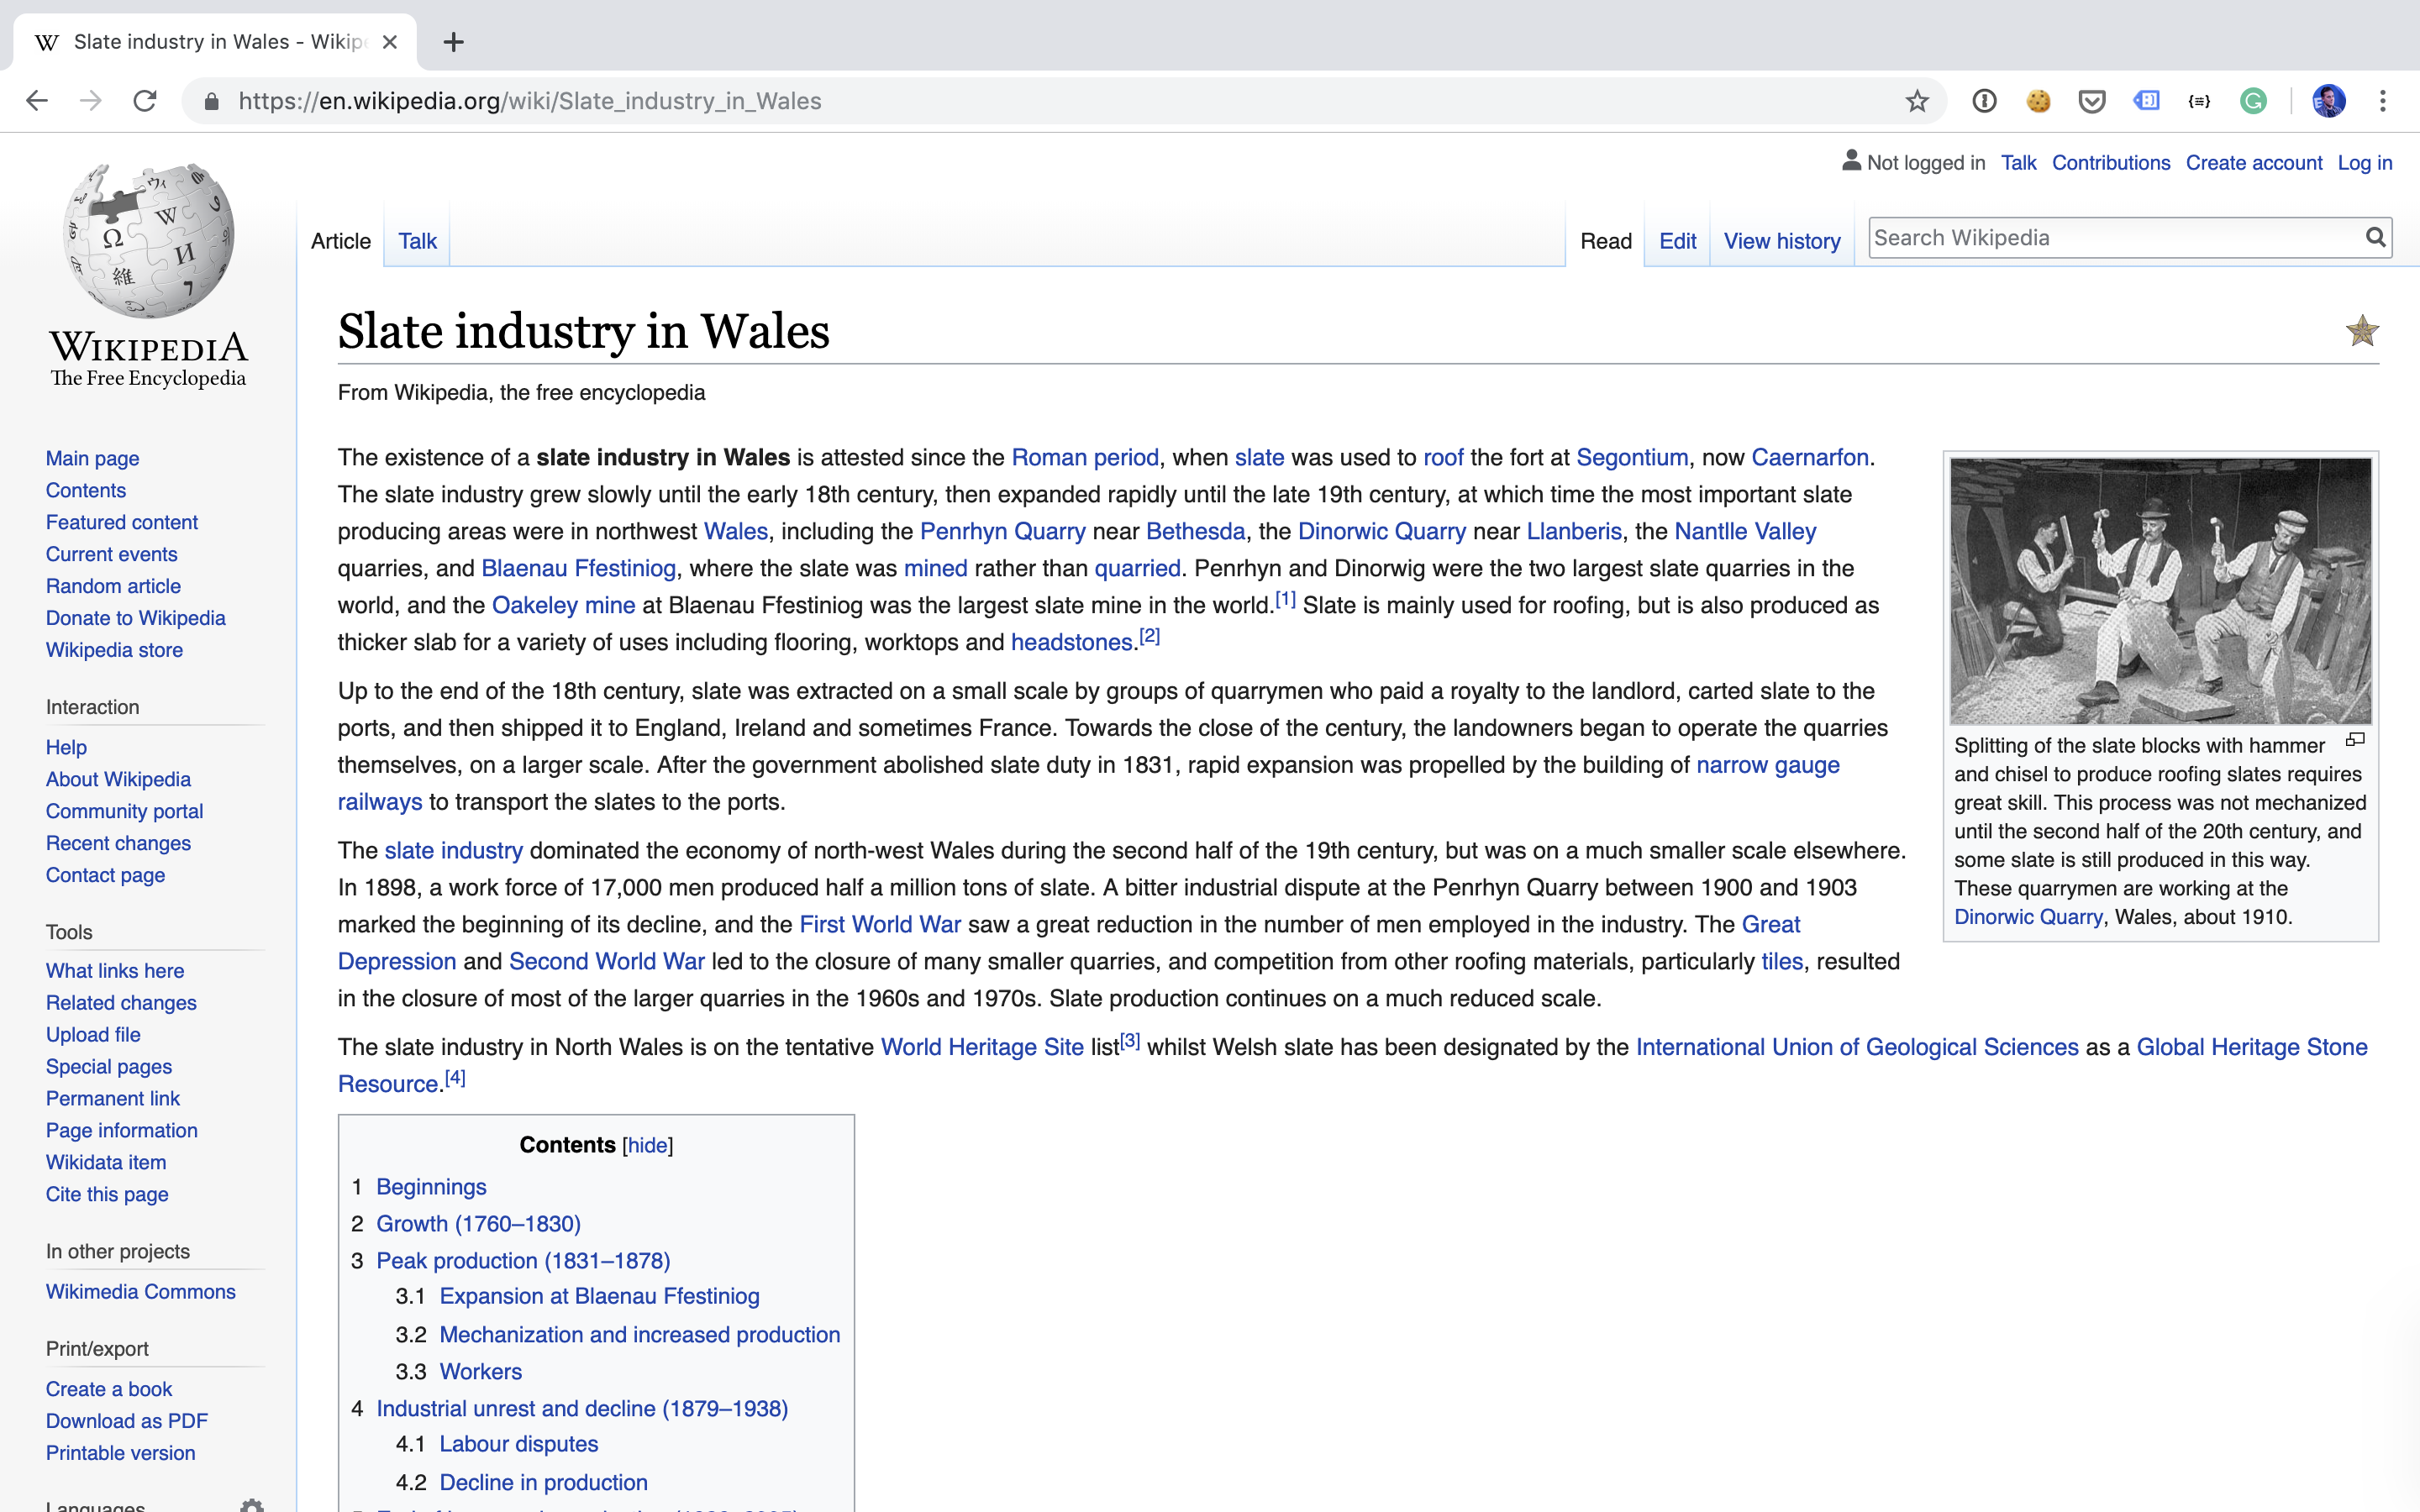 Slate industry in Wales - Wikip
https://en.wikipedia.org/wiki/Slate_industry_in_Wales
Not logged in Talk Contributions Create account Log in
Article Talk Read Edit View history Search Wikipedia
WIKIPEDIA
The Free Encyclopedia
Main page
Contents
Featured content
Current events
Random article
Donate to Wikipedia
Wikipedia store
Interaction
Help
About Wikipedia
Community portal
Recent changes
Contact page
Tools
What links here
Related changes
Upload file
Special pages
Permanent link
Page information
Wikidata item
Cite this page
In other projects
Wikimedia Commons
Print/export
Create a book
Download as PDF
Printable version
Languages
Slate industry in Wales
From Wikipedia, the free encyclopedia
The existence of a slate industry in Wales is attested since the Roman period, when slate was used to roof the fort at Segontium, now Caernarfon.
The slate industry grew slowly until the early 18th century, then expanded rapidly until the late 19th century, at which time the most important slate
producing areas were in northwest Wales, including the Penrhyn Quarry near Bethesda, the Dinorwic Quarry near Llanberis, the Nantlle Valley
quarries, and Blaenau Ffestiniog, where the slate was mined rather than quarried. Penrhyn and Dinorwig were the two largest slate quarries in the
world, and the Oakeley mine at Blaenau Ffestiniog was the largest slate mine in the world.[1] Slate is mainly used for roofing, but is also produced as
thicker slab for a variety of uses including flooring, worktops and headstones.[2]
Up to the end of the 18th century, slate was extracted on a small scale by groups of quarrymen who paid a royalty to the landlord, carted slate to the
ports, and then shipped it to England, Ireland and sometimes France. Towards the close of the century, the landowners began to operate the quarries
themselves, on a larger scale. After the government abolished slate duty in 1831, rapid expansion was propelled by the building of narrow gauge
railways to transport the slates to the ports.
The slate industry dominated the economy of north-west Wales during the second half of the 19th century, but was on a much smaller scale elsewhere.
In 1898, a work force of 17,000 men produced half a million tons of slate. A bitter industrial dispute at the Penrhyn Quarry between 1900 and 1903
marked the beginning of its decline, and the First World War saw a great reduction in the number of men employed in the industry. The Great
Depression and Second World War led to the closure of many smaller quarries, and competition from other roofing materials, particularly tiles, resulted
in the closure of most of the larger quarries in the 1960s and 1970s. Slate production continues on a much reduced scale.
The slate industry in North Wales is on the tentative World Heritage Site list[3] whilst Welsh slate has been designated by the International Union of Geological Sciences as a Global Heritage Stone
Resource.[4]
Splitting of the slate blocks with hammer
and chisel to produce roofing slates requires
great skill. This process was not mechanized
until the second half of the 20th century, and
some slate is still produced in this way.
These quarrymen are working at the
Dinorwic Quarry, Wales, about 1910.
Contents [hide]
1 Beginnings
2 Growth (1760–1830)
3 Peak production (1831–1878)
3.1 Expansion at Blaenau Ffestiniog
3.2 Mechanization and increased production
3.3 Workers
4 Industrial unrest and decline (1879–1938)
4.1 Labour disputes
4.2 Decline in production